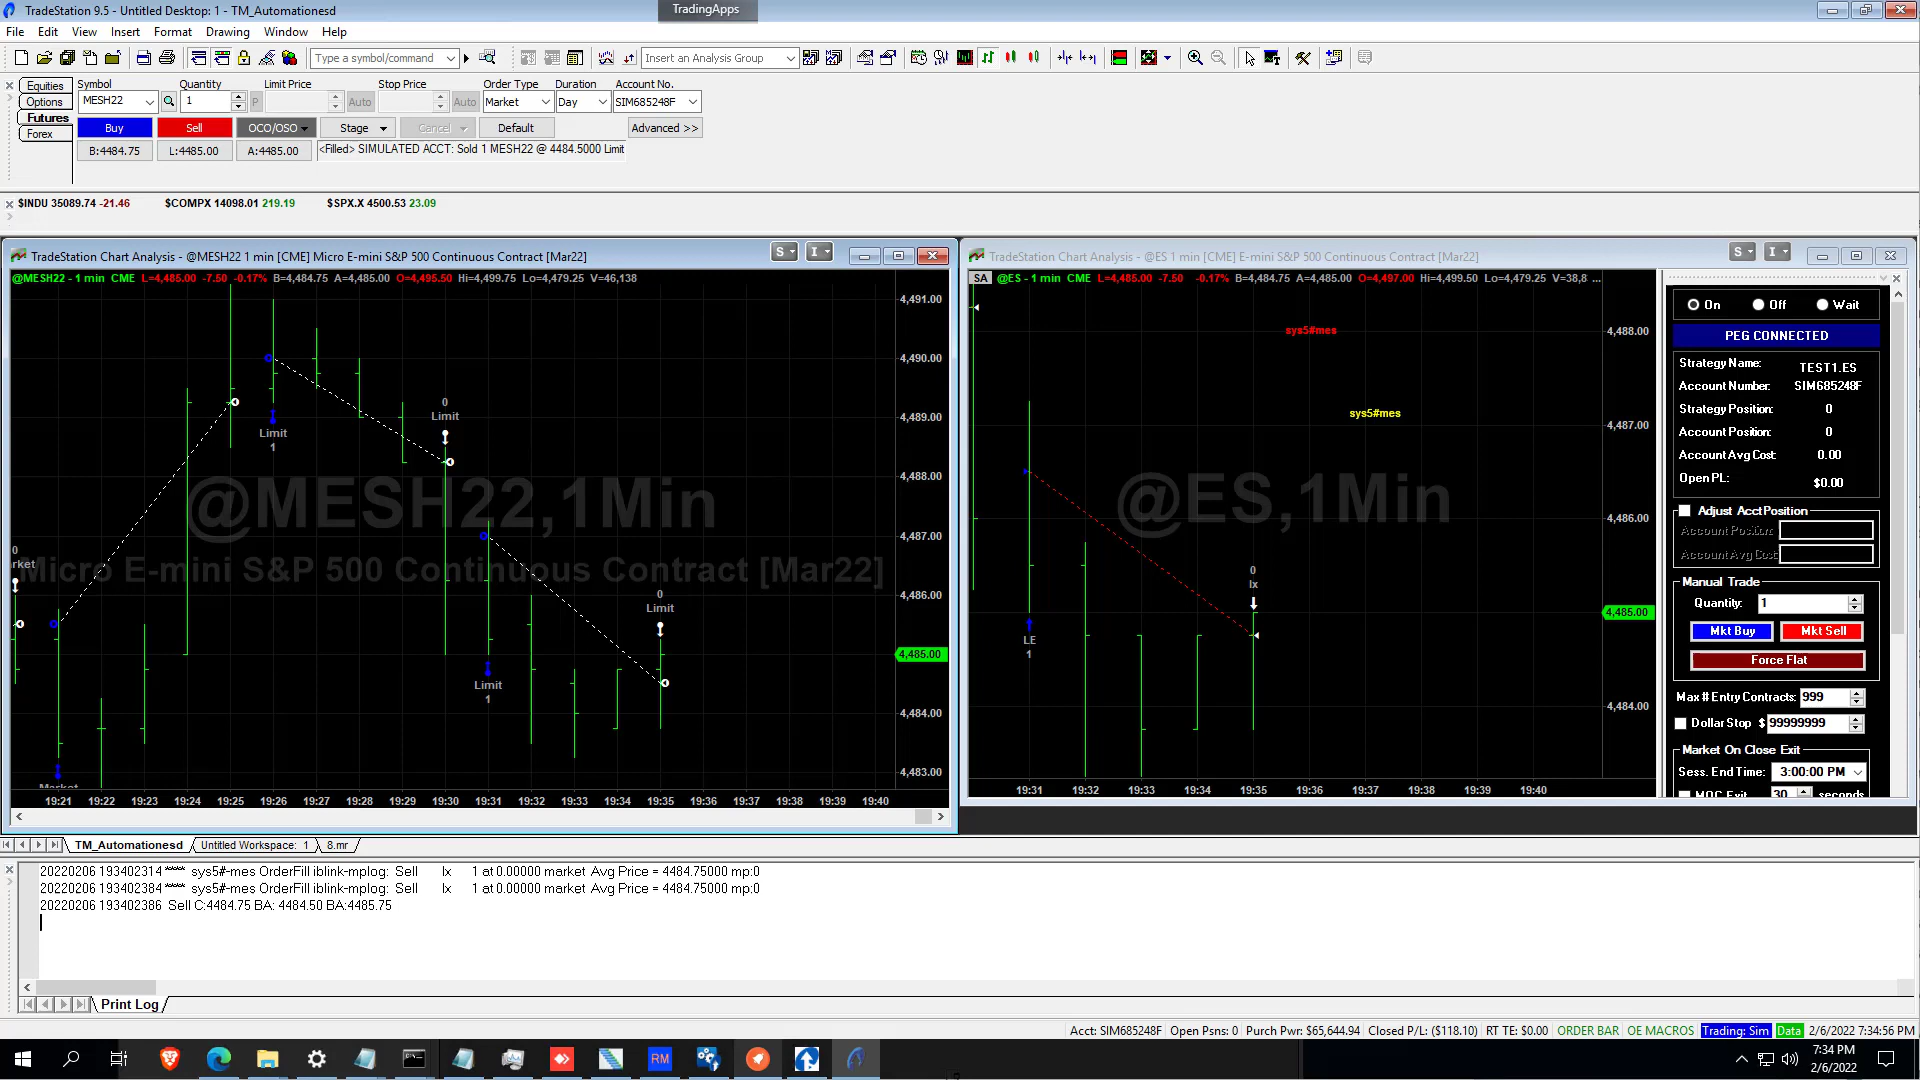 TradeStation 9.5 - Untitled Desktop: 1 - TM_Automationesd
TradingApps
File Edit View Insert Format Drawing Window Help
Type a symbol/command
Insert an Analysis Group
Equities
Options
Futures
Forex
Symbol Quantity Limit Price Stop Price Order Type Duration Account No.
MESH22 1 P Auto Auto Market Day SIM685248F
Buy Sell OCO/OSO Stage Cancel Default Advanced >>
B:4484.75 L:4485.00 A:4485.00 <Filled> SIMULATED ACCT: Sold 1 MESH22 @ 4484.5000 Limit
$INDU 35089.74 -21.46 $COMPX 14098.01 219.19 $SPX.X 4500.53 23.09
TradeStation Chart Analysis - @MESH22 1 min [CME] Micro E-mini S&P 500 Continuous Contract [Mar22]
S I
@MESH22 - 1 min CME L=4,485.00 -7.50 -0.17% B=4,484.75 A=4,485.00 O=4,495.50 Hi=4,499.75 Lo=4,479.25 V=46,138
4,491.00
4,490.00
4,489.00
4,488.00
4,487.00
4,486.00
4,485.00
4,484.00
4,483.00
0
Limit
Limit
1
@MESH22,1Min
Micro E-mini S&P 500 Continuous Contract [Mar22]
0
rket
0
Limit
Limit
1
Market
19:21 19:22 19:23 19:24 19:25 19:26 19:27 19:28 19:29 19:30 19:31 19:32 19:33 19:34 19:35 19:36 19:37 19:38 19:39 19:40
TradeStation Chart Analysis - @ES 1 min [CME] E-mini S&P 500 Continuous Contract [Mar22]
S I
SA @ES - 1 min CME L=4,485.00 -7.50 -0.17% B=4,484.75 A=4,485.00 O=4,497.00 Hi=4,499.50 Lo=4,479.25 V=38,8 ...
sys5#mes
sys5#mes
@ES,1Min
0
lx
LE
1
4,488.00
4,487.00
4,486.00
4,485.00
4,484.00
19:31 19:32 19:33 19:34 19:35 19:36 19:37 19:38 19:39 19:40
On Off Wait
PEG CONNECTED
Strategy Name: TEST1.ES
Account Number: SIM685248F
Strategy Position: 0
Account Position: 0
Account Avg Cost: 0.00
Open PL: $0.00
Adjust Acct Position
Account Position:
Account Avg Cost:
Manual Trade
Quantity: 1
Mkt Buy Mkt Sell
Force Flat
Max # Entry Contracts: 999
Dollar Stop $ 99999999
Market On Close Exit
Sess. End Time: 3:00:00 PM
MOC Exit 30 seconds
TM_Automationesd Untitled Workspace: 1 8.mr
20220206 193402314 **** sys5#-mes OrderFill iblink-mplog: Sell lx 1 at 0.00000 market Avg Price = 4484.75000 mp:0
20220206 193402384 **** sys5#-mes OrderFill iblink-mplog: Sell lx 1 at 0.00000 market Avg Price = 4484.75000 mp:0
20220206 193402386 Sell C:4484.75 BA: 4484.50 BA:4485.75
Print Log
Acct: SIM685248F Open Psns: 0 Purch Pwr: $65,644.94 Closed P/L: ($118.10) RT TE: $0.00 ORDER BAR OE MACROS Trading: Sim Data 2/6/2022 7:34:56 PM
RM
7:34 PM
2/6/2022